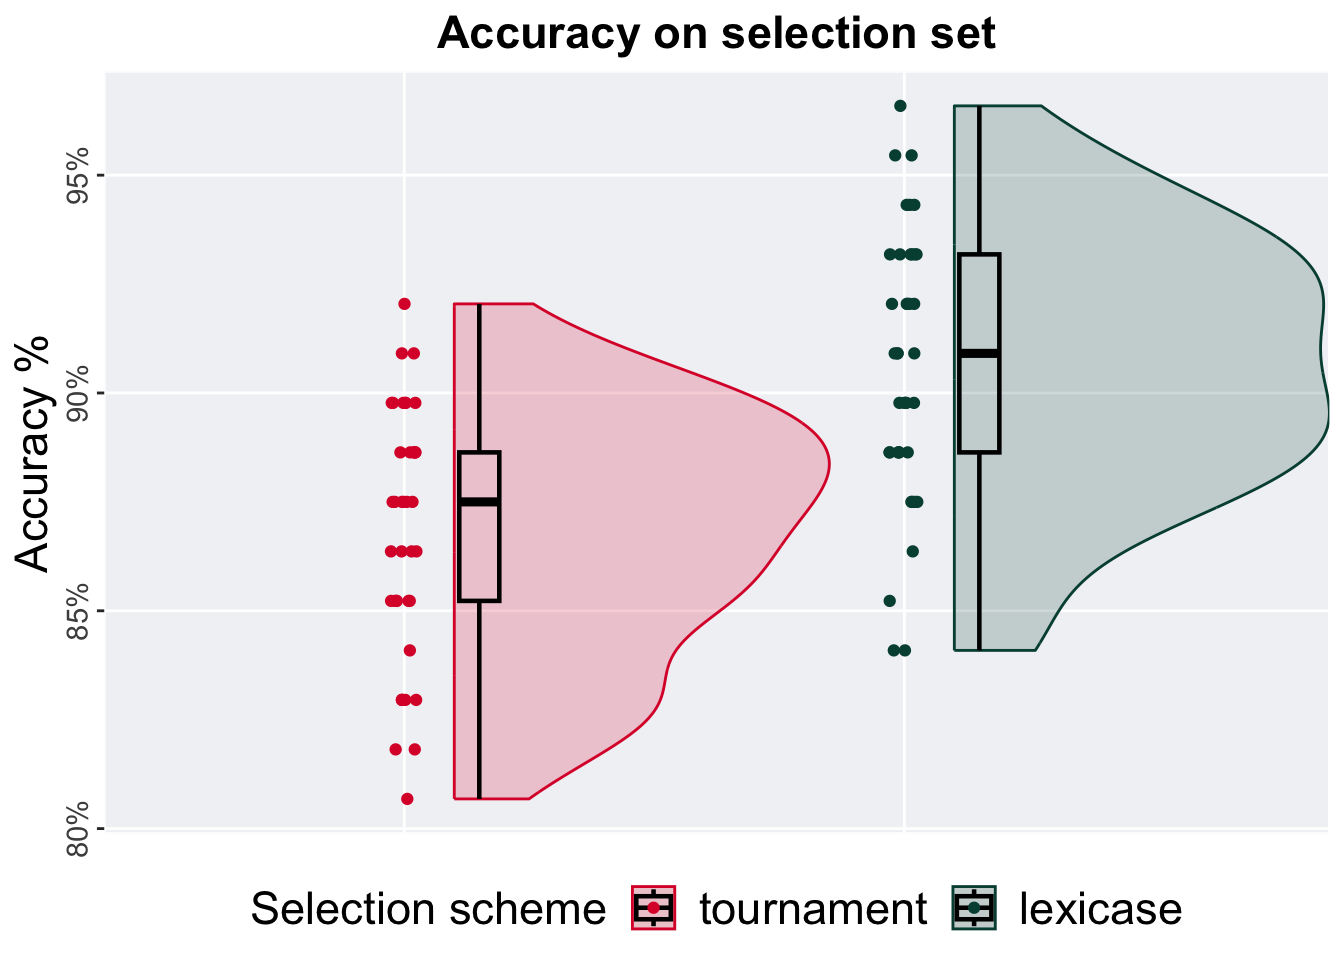 Accuracy on selection set
Accuracy %
95%
90%
85%
80%
Selection scheme tournament lexicase